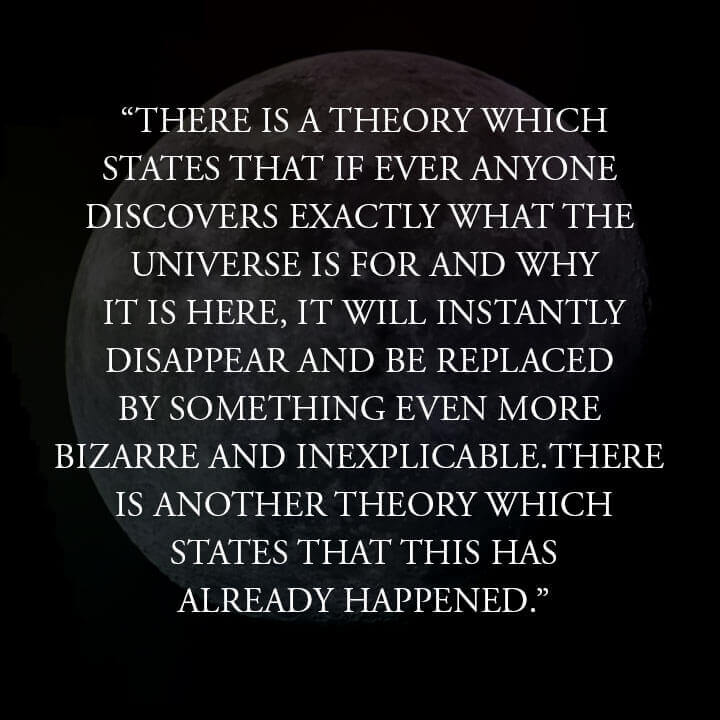 “THERE IS A THEORY WHICH
STATES THAT IF EVER ANYONE
DISCOVERS EXACTLY WHAT THE
UNIVERSE IS FOR AND WHY
IT IS HERE, IT WILL INSTANTLY
DISAPPEAR AND BE REPLACED
BY SOMETHING EVEN MORE
BIZARRE AND INEXPLICABLE.THERE
IS ANOTHER THEORY WHICH
STATES THAT THIS HAS
ALREADY HAPPENED.”